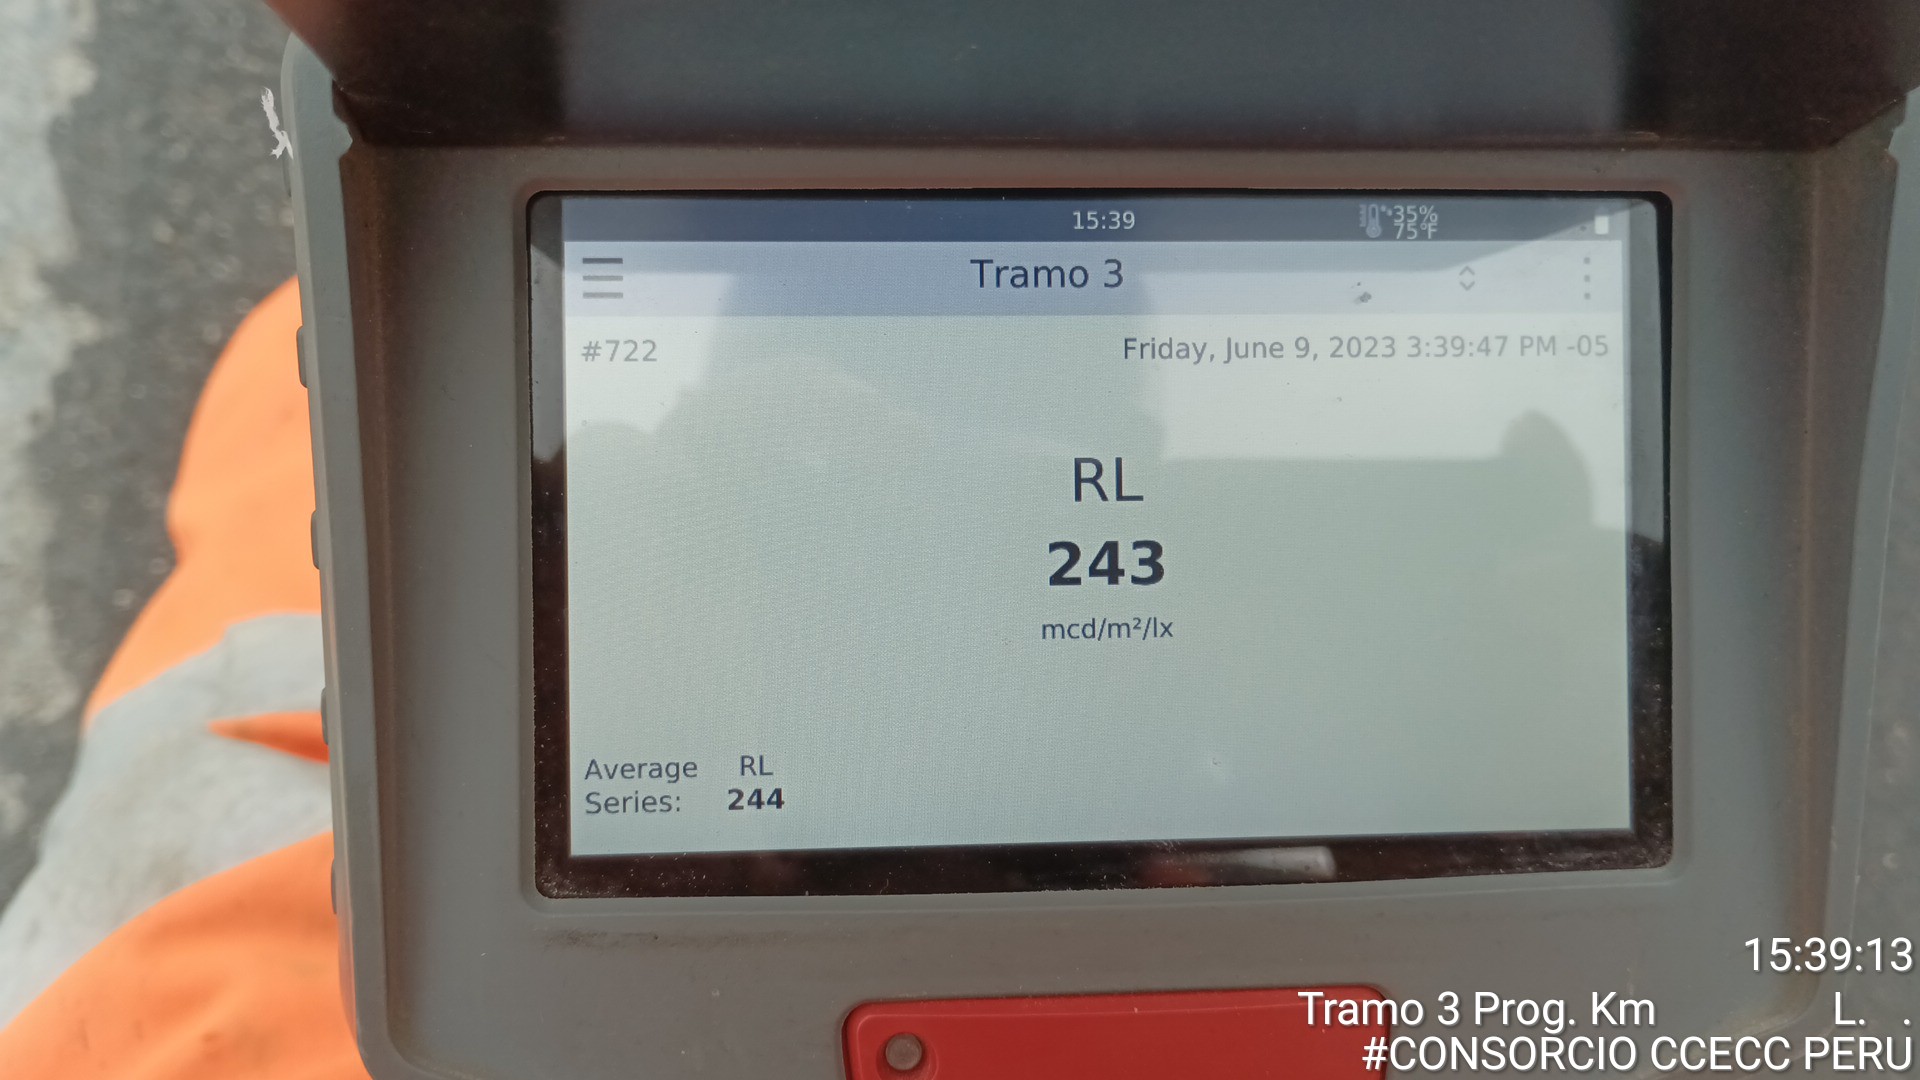 15:39
35%
75°F
Tramo 3
#722
Friday, June 9, 2023 3:39:47 PM -05
RL
243
mcd/m²/lx
Average RL
Series: 244
15:39:13
Tramo 3 Prog. Km L. .
#CONSORCIO CCECC PERU